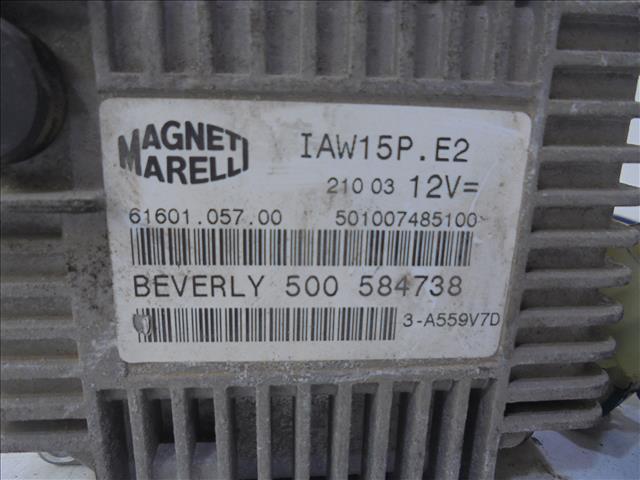 MAGNETI
MARELLI
IAW15P.E2
210 03 12V=
61601.057.00 501007485100
BEVERLY 500 584738
3-A559V7D